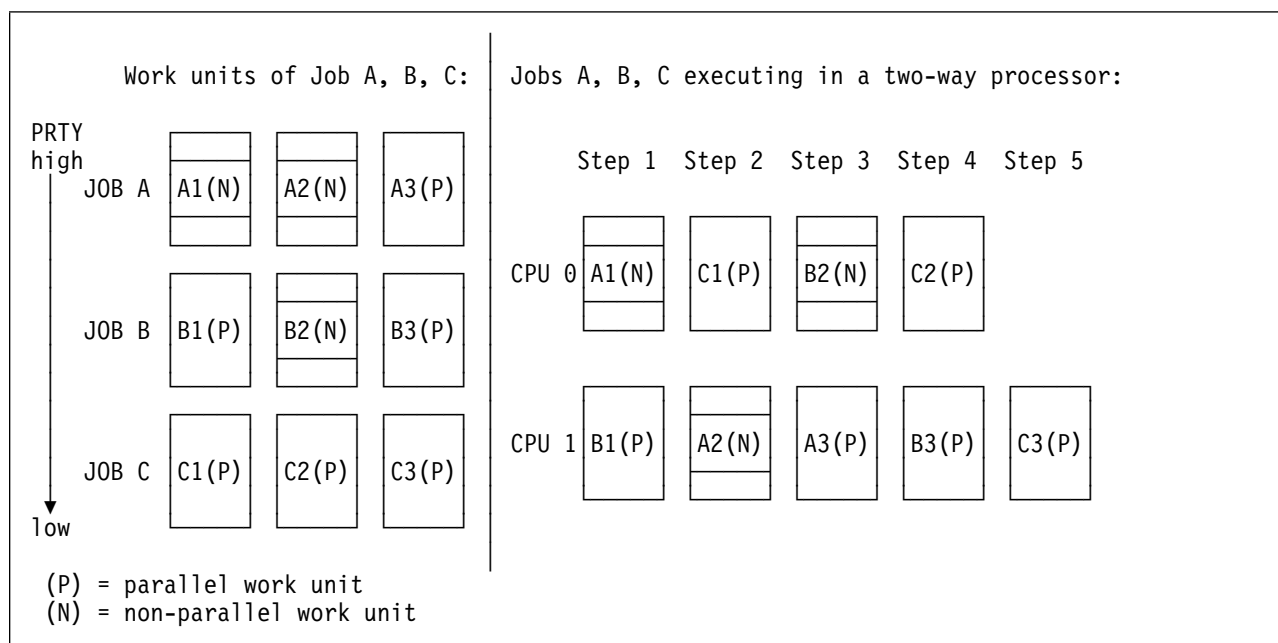 Work units of Job A, B, C:
Jobs A, B, C executing in a two-way processor:
PRTY
high
JOB A A1(N) A2(N) A3(P)
JOB B B1(P) B2(N) B3(P)
JOB C C1(P) C2(P) C3(P)
low
Step 1 Step 2 Step 3 Step 4 Step 5
CPU 0 A1(N) C1(P) B2(N) C2(P)
CPU 1 B1(P) A2(N) A3(P) B3(P) C3(P)
(P) = parallel work unit
(N) = non-parallel work unit